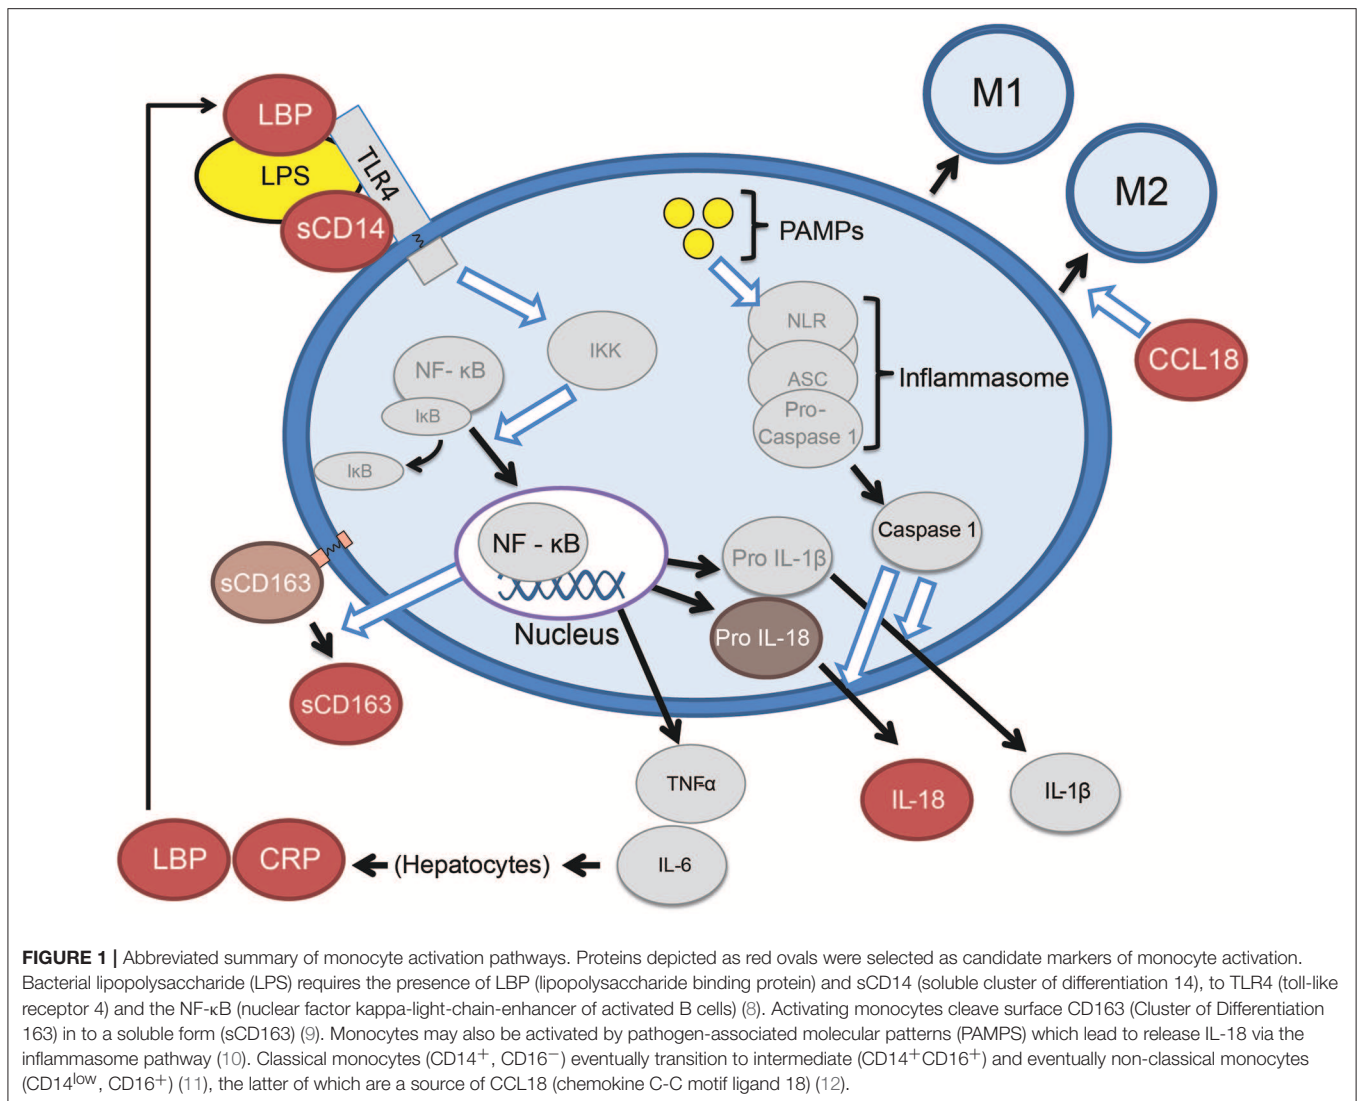 M1
M2
LBP
LPS
TLR4
sCD14
PAMPs
NLR
ASC
Pro-
Caspase 1
Inflammasome
CCL18
IKK
NF- κB
IκB
IκB
Caspase 1
NF - κB
Nucleus
Pro IL-1β
Pro IL-18
sCD163
sCD163
TNF-α
IL-18
IL-1β
LBP
CRP
(Hepatocytes)
IL-6
FIGURE 1 | Abbreviated summary of monocyte activation pathways. Proteins depicted as red ovals were selected as candidate markers of monocyte activation.
Bacterial lipopolysaccharide (LPS) requires the presence of LBP (lipopolysaccharide binding protein) and sCD14 (soluble cluster of differentiation 14), to TLR4 (toll-like
receptor 4) and the NF-κB (nuclear factor kappa-light-chain-enhancer of activated B cells) (8). Activating monocytes cleave surface CD163 (Cluster of Differentiation
163) in to a soluble form (sCD163) (9). Monocytes may also be activated by pathogen-associated molecular patterns (PAMPS) which lead to release IL-18 via the
inflammasome pathway (10). Classical monocytes (CD14⁺, CD16⁻) eventually transition to intermediate (CD14⁺CD16⁺) and eventually non-classical monocytes
(CD14ˡᵒʷ, CD16⁺) (11), the latter of which are a source of CCL18 (chemokine C-C motif ligand 18) (12).